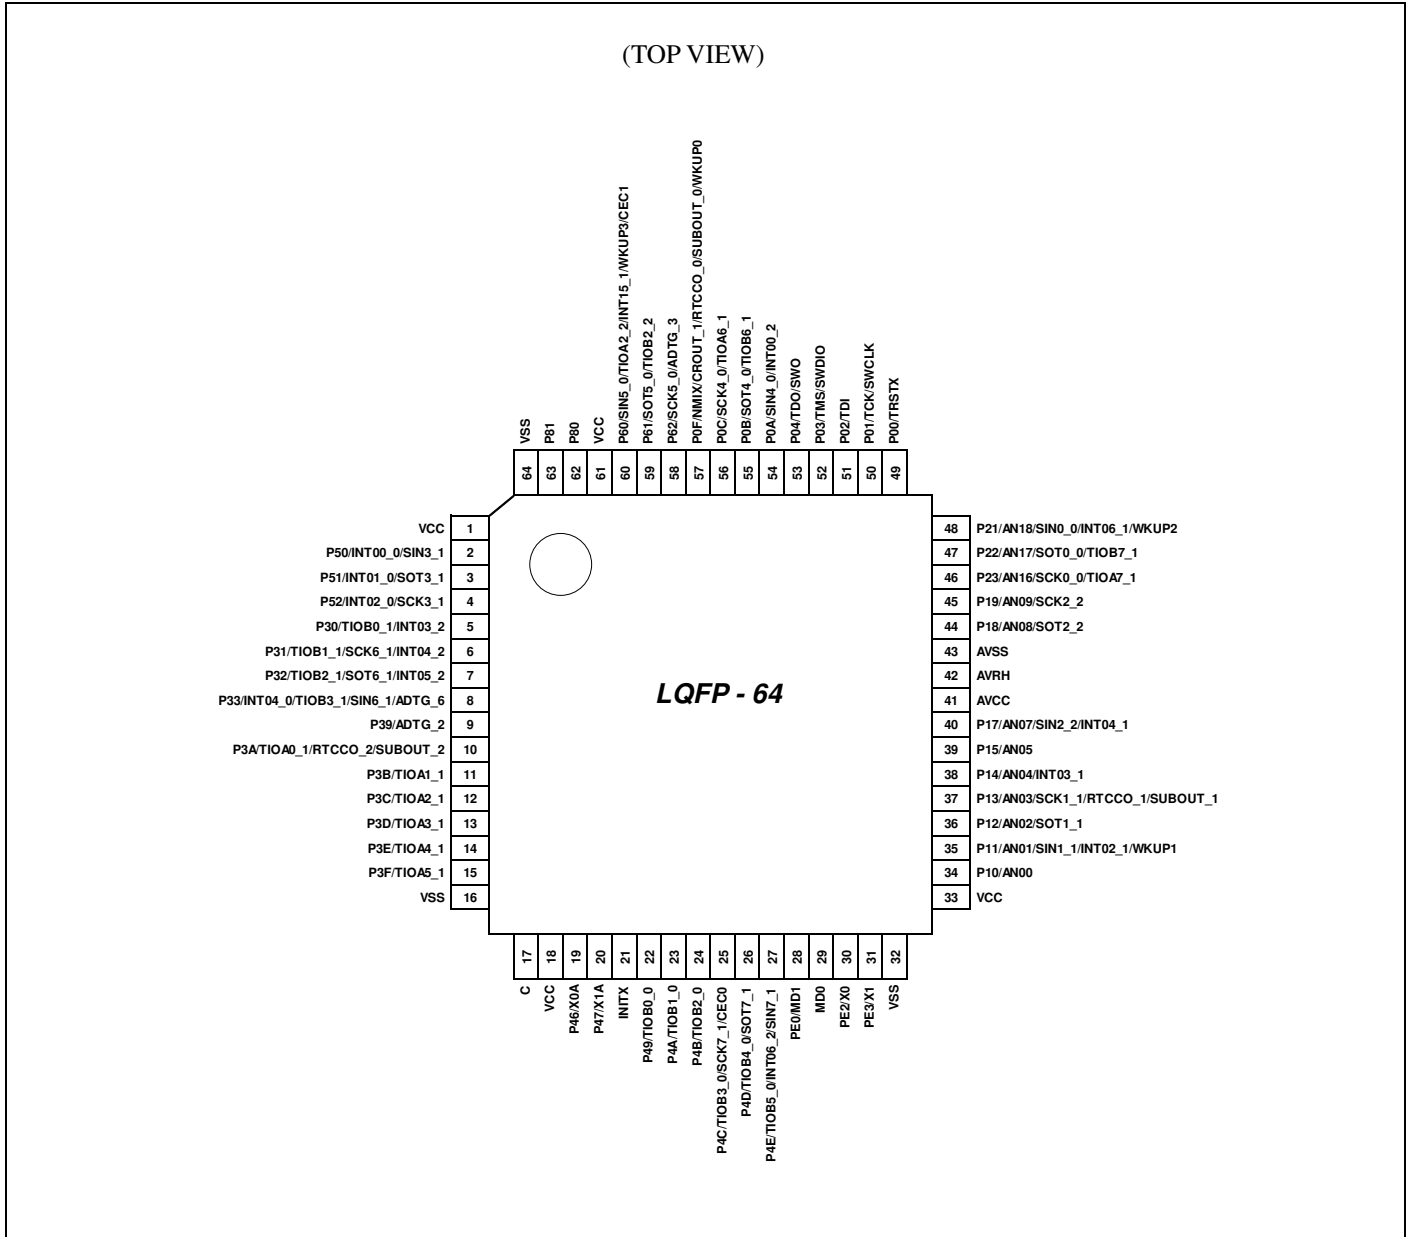 (TOP VIEW)
VSS
P81
P80
VCC
P60/SIN5_0/TIOA2_2/INT15_1/WKUP3/CEC1
P61/SOT5_0/TIOB2_2
P62/SCK5_0/ADTG_3
P0F/NMIX/CROUT_1/RTCCO_0/SUBOUT_0/WKUP0
P0C/SCK4_0/TIOA6_1
P0B/SOT4_0/TIOB6_1
P0A/SIN4_0/INT00_2
P04/TDO/SWO
P03/TMS/SWDIO
P02/TDI
P01/TCK/SWCLK
P00/TRSTX
64
63
62
61
60
59
58
57
56
55
54
53
52
51
50
49
VCC 1
P50/INT00_0/SIN3_1 2
P51/INT01_0/SOT3_1 3
P52/INT02_0/SCK3_1 4
P30/TIOB0_1/INT03_2 5
P31/TIOB1_1/SCK6_1/INT04_2 6
P32/TIOB2_1/SOT6_1/INT05_2 7
P33/INT04_0/TIOB3_1/SIN6_1/ADTG_6 8
P39/ADTG_2 9
P3A/TIOA0_1/RTCCO_2/SUBOUT_2 10
P3B/TIOA1_1 11
P3C/TIOA2_1 12
P3D/TIOA3_1 13
P3E/TIOA4_1 14
P3F/TIOA5_1 15
VSS 16
LQFP - 64
48 P21/AN18/SIN0_0/INT06_1/WKUP2
47 P22/AN17/SOT0_0/TIOB7_1
46 P23/AN16/SCK0_0/TIOA7_1
45 P19/AN09/SCK2_2
44 P18/AN08/SOT2_2
43 AVSS
42 AVRH
41 AVCC
40 P17/AN07/SIN2_2/INT04_1
39 P15/AN05
38 P14/AN04/INT03_1
37 P13/AN03/SCK1_1/RTCCO_1/SUBOUT_1
36 P12/AN02/SOT1_1
35 P11/AN01/SIN1_1/INT02_1/WKUP1
34 P10/AN00
33 VCC
17
18
19
20
21
22
23
24
25
26
27
28
29
30
31
32
C
VCC
P46/X0A
P47/X1A
INITX
P49/TIOB0_0
P4A/TIOB1_0
P4B/TIOB2_0
P4C/TIOB3_0/SCK7_1/CEC0
P4D/TIOB4_0/SOT7_1
P4E/TIOB5_0/INT06_2/SIN7_1
PE0/MD1
MD0
PE2/X0
PE3/X1
VSS